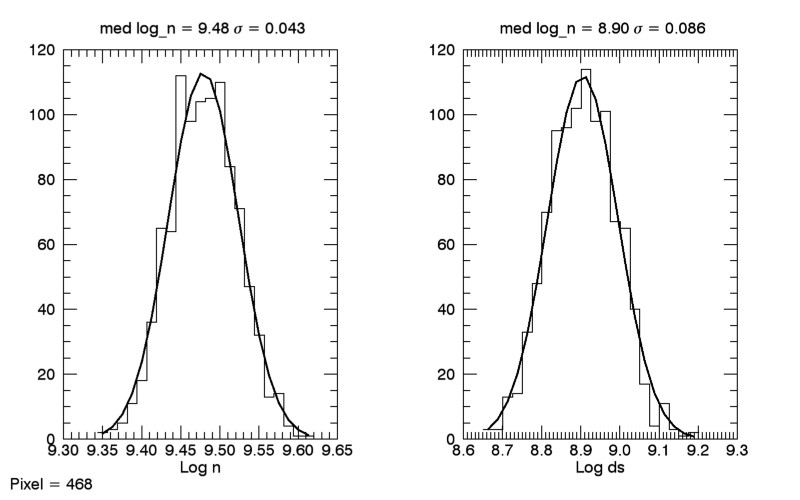 med log_n = 9.48 σ = 0.043
120
100
80
60
40
20
0
9.30 9.35 9.40 9.45 9.50 9.55 9.60 9.65
Log n
med log_n = 8.90 σ = 0.086
120
100
80
60
40
20
0
8.6 8.7 8.8 8.9 9.0 9.1 9.2 9.3
Log ds
Pixel = 468